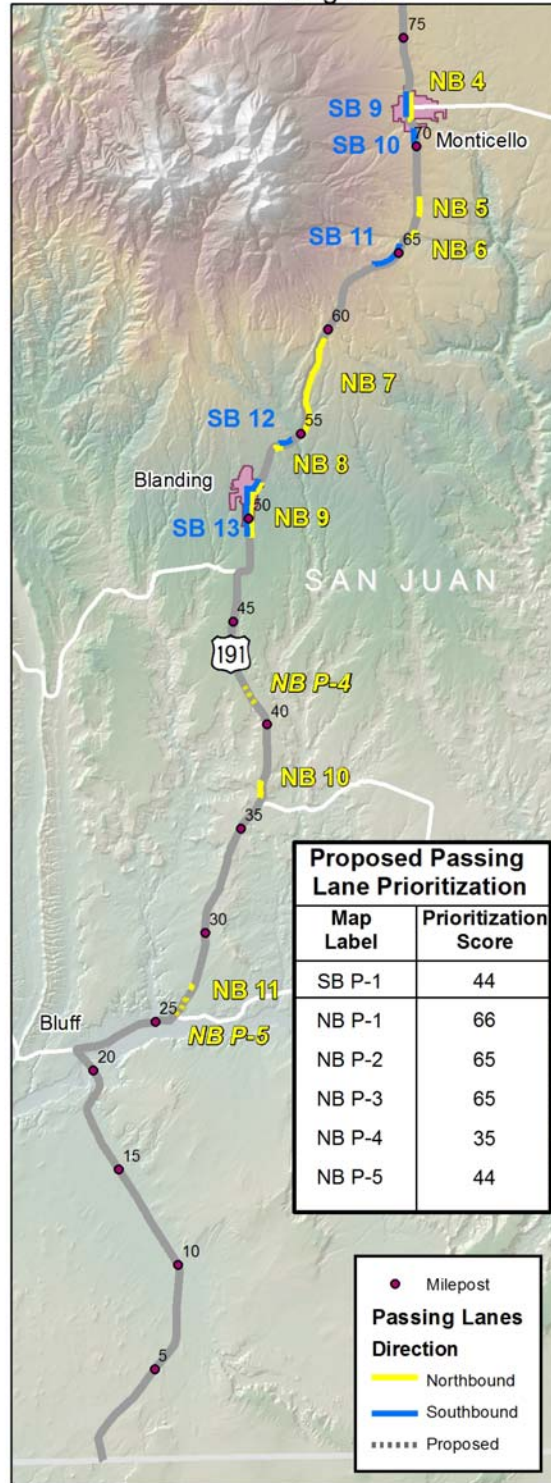 75
NB 4
SB 9
70
SB 10
Monticello
NB 5
SB 11
65
NB 6
60
NB 7
SB 12
55
NB 8
Blanding
50
SB 13
NB 9
SAN JUAN
45
191
NB P-4
40
NB 10
35
30
NB 11
25
Bluff
NB P-5
20
15
10
5
Proposed Passing
Lane Prioritization
Map
Label
Prioritization
Score
SB P-1 44
NB P-1 66
NB P-2 65
NB P-3 65
NB P-4 35
NB P-5 44
Milepost
Passing Lanes
Direction
Northbound
Southbound
Proposed